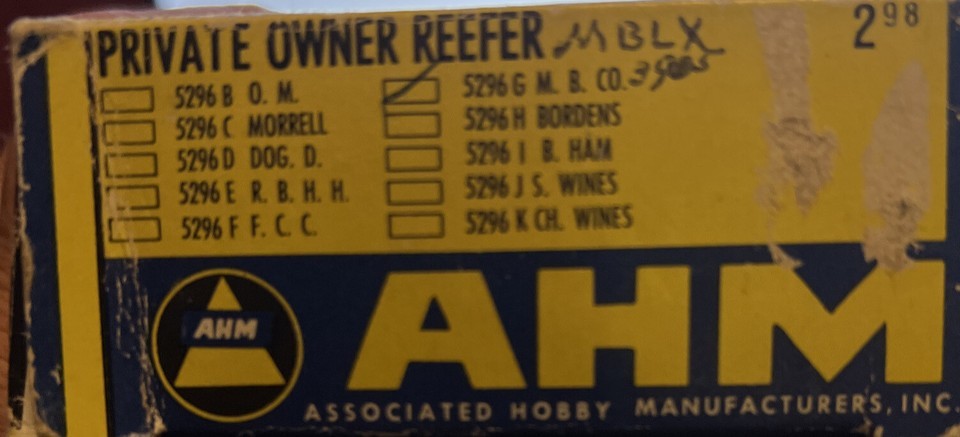 PRIVATE OWNER REEFER MBLX 2.98
5296 B O. M.
5296 C MORRELL
5296 D DOG. D.
5296 E R. B. H. H.
5296 F F. C. C.
5296 G M. B. CO.
5296 H BORDENS
5296 I B. HAM
5296 J S. WINES
5296 K CH. WINES
AHM
AHM
ASSOCIATED HOBBY MANUFACTURERS, INC.